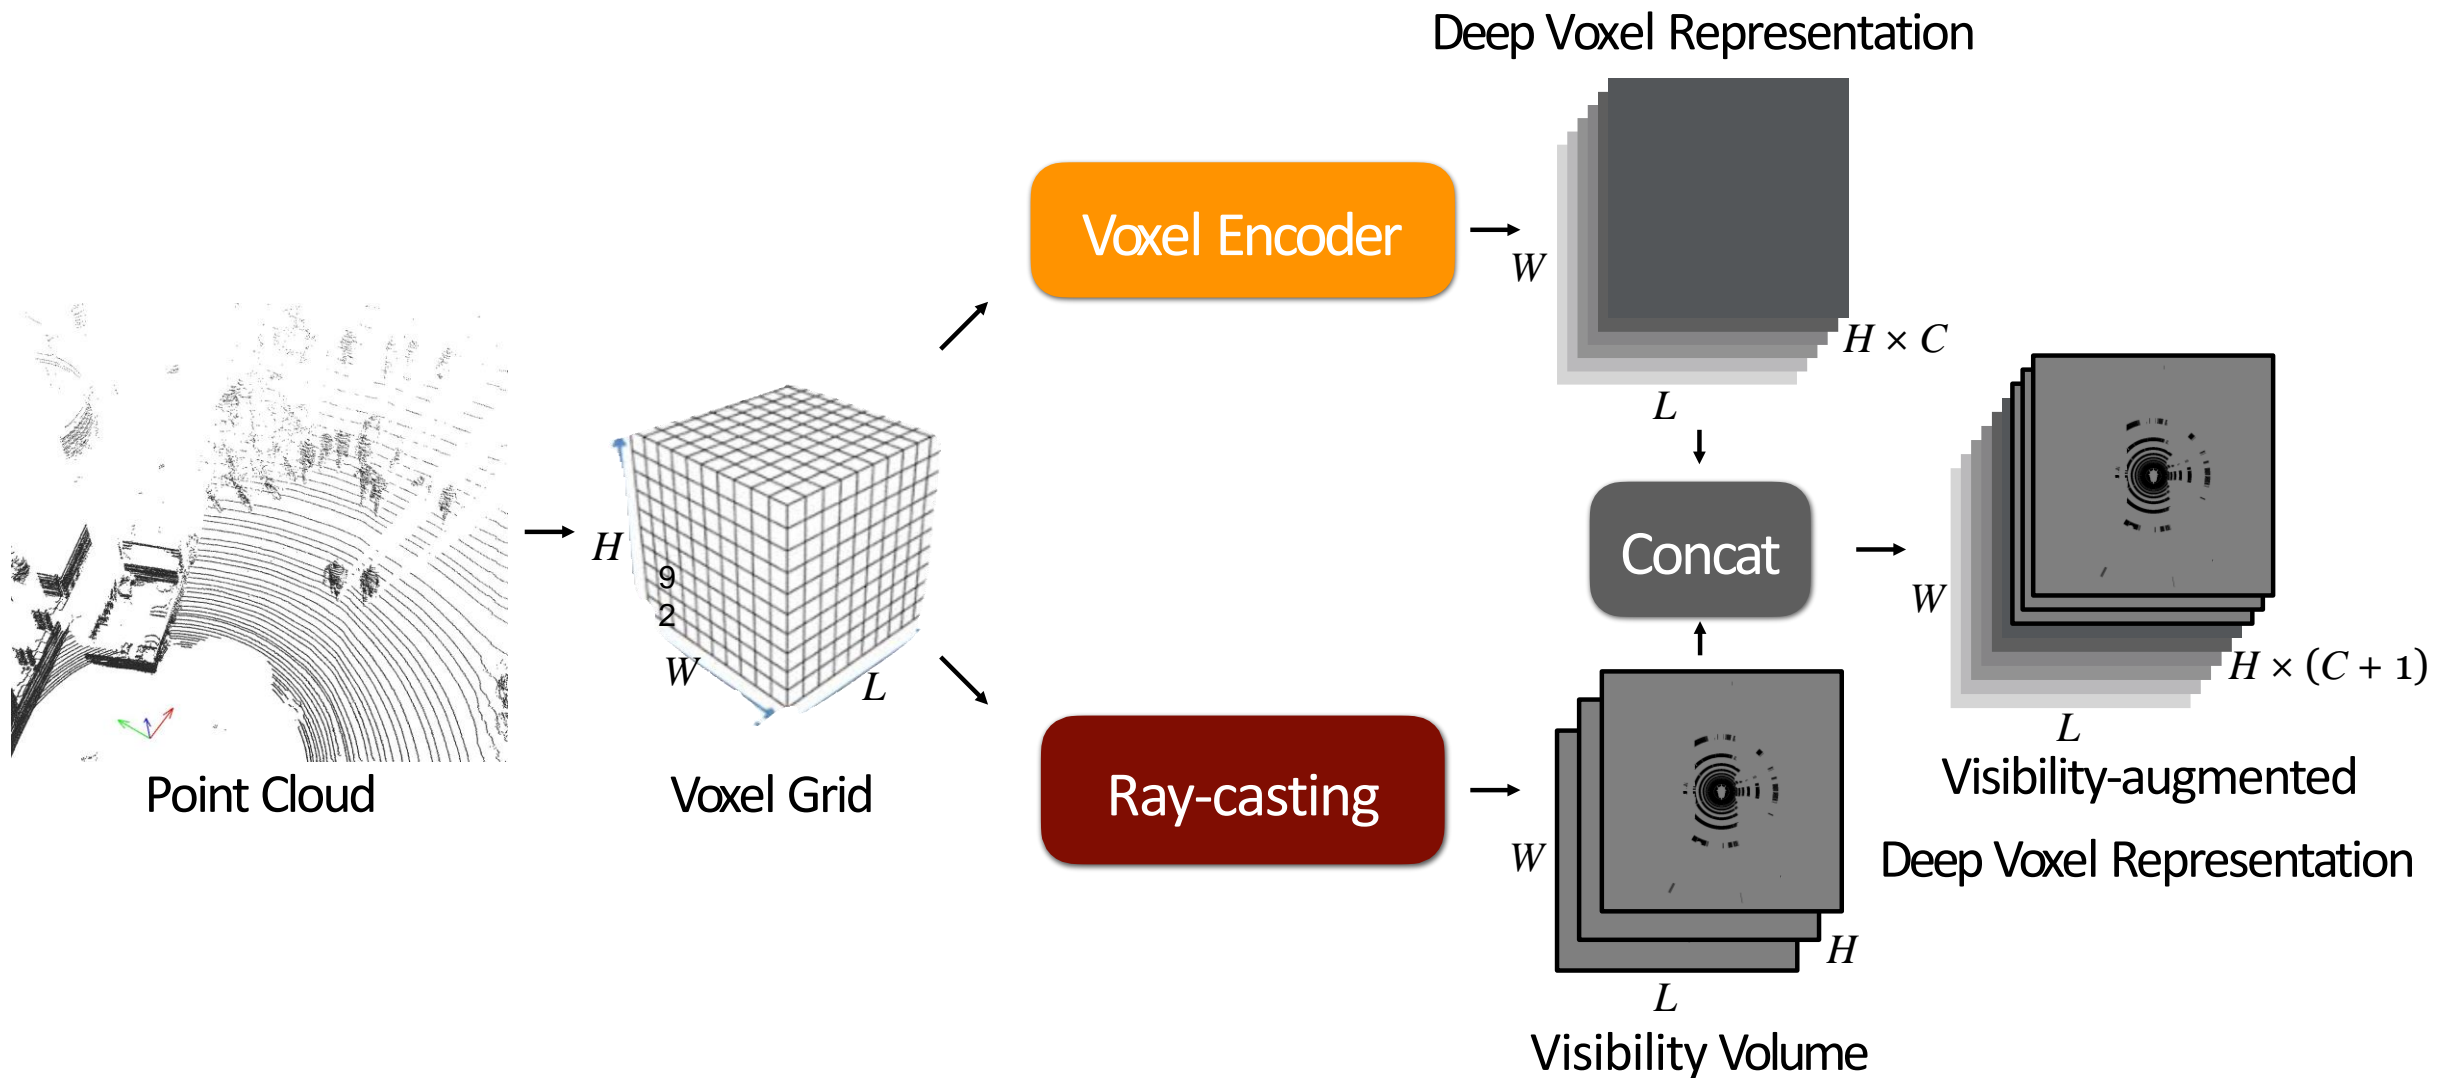 Deep Voxel Representation
Voxel Encoder
W
H × C
L
Point Cloud
H
9
2
W
L
Voxel Grid
Concat
W
H × (C + 1)
L
Visibility-augmented
Deep Voxel Representation
Ray-casting
W
H
L
Visibility Volume